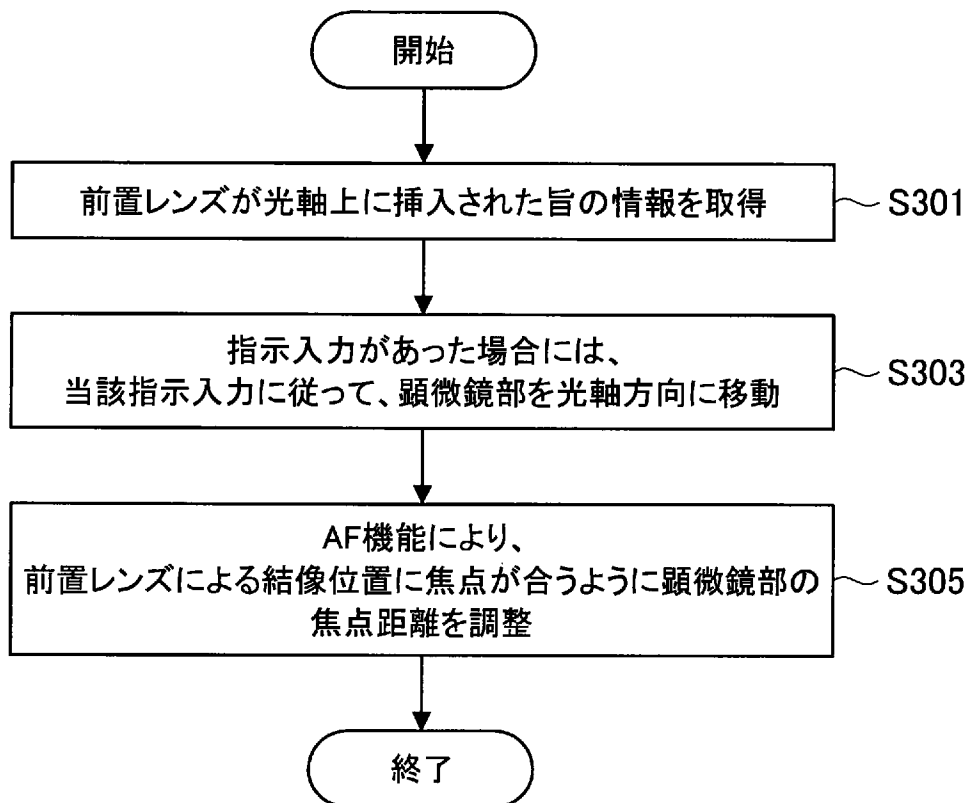 開始
前置レンズが光軸上に挿入された旨の情報を取得
S301
指示入力があった場合には、
当該指示入力に従って、顕微鏡部を光軸方向に移動
S303
AF機能により、
前置レンズによる結像位置に焦点が合うように顕微鏡部の
焦点距離を調整
S305
終了